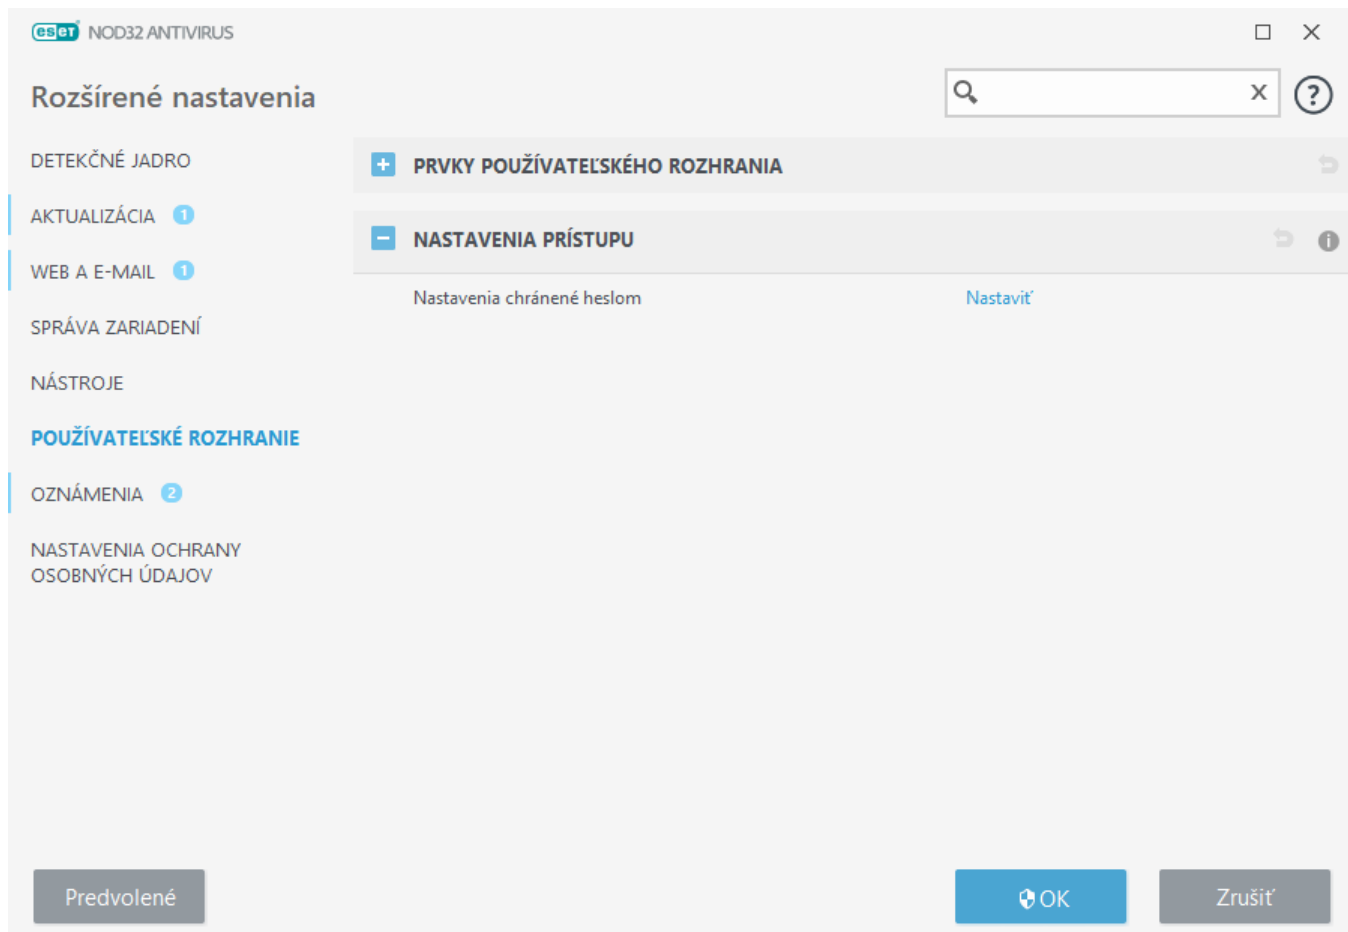 eset NOD32 ANTIVIRUS
Rozšírené nastavenia
X
?
DETEKČNÉ JADRO
AKTUALIZÁCIA 1
WEB A E-MAIL 1
SPRÁVA ZARIADENÍ
NÁSTROJE
POUŽÍVATEĽSKÉ ROZHRANIE
OZNÁMENIA 2
NASTAVENIA OCHRANY
OSOBNÝCH ÚDAJOV
PRVKY POUŽÍVATEĽSKÉHO ROZHRANIA
NASTAVENIA PRÍSTUPU
Nastavenia chránené heslom Nastaviť
Predvolené
OK
Zrušiť